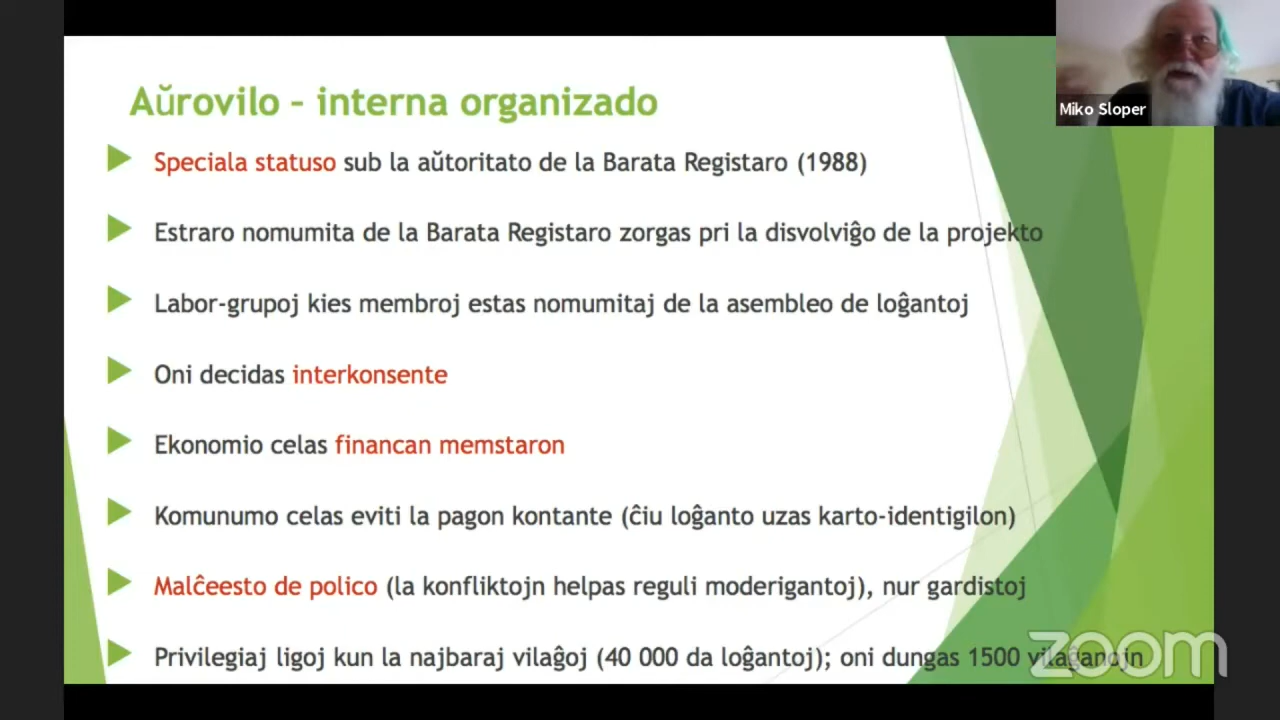 Aŭrovilo - interna organizado
Miko Sloper
Speciala statuso sub la aŭtoritato de la Barata Registaro (1988)
Estraro nomumita de la Barata Registaro zorgas pri la disvolviĝo de la projekto
Labor-grupoj kies membroj estas nomumitaj de la asembleo de loĝantoj
Oni decidas interkonsente
Ekonomio celas financan memstaron
Komunumo celas eviti la pagon kontante (ĉiu loĝanto uzas karto-identigilon)
Malĉeesto de polico (la konfliktojn helpas reguli moderigantoj), nur gardistoj
Privilegiaj ligoj kun la najbaraj vilaĝoj (40 000 da loĝantoj); oni dungas 1500 vilaĝanojn
zoom